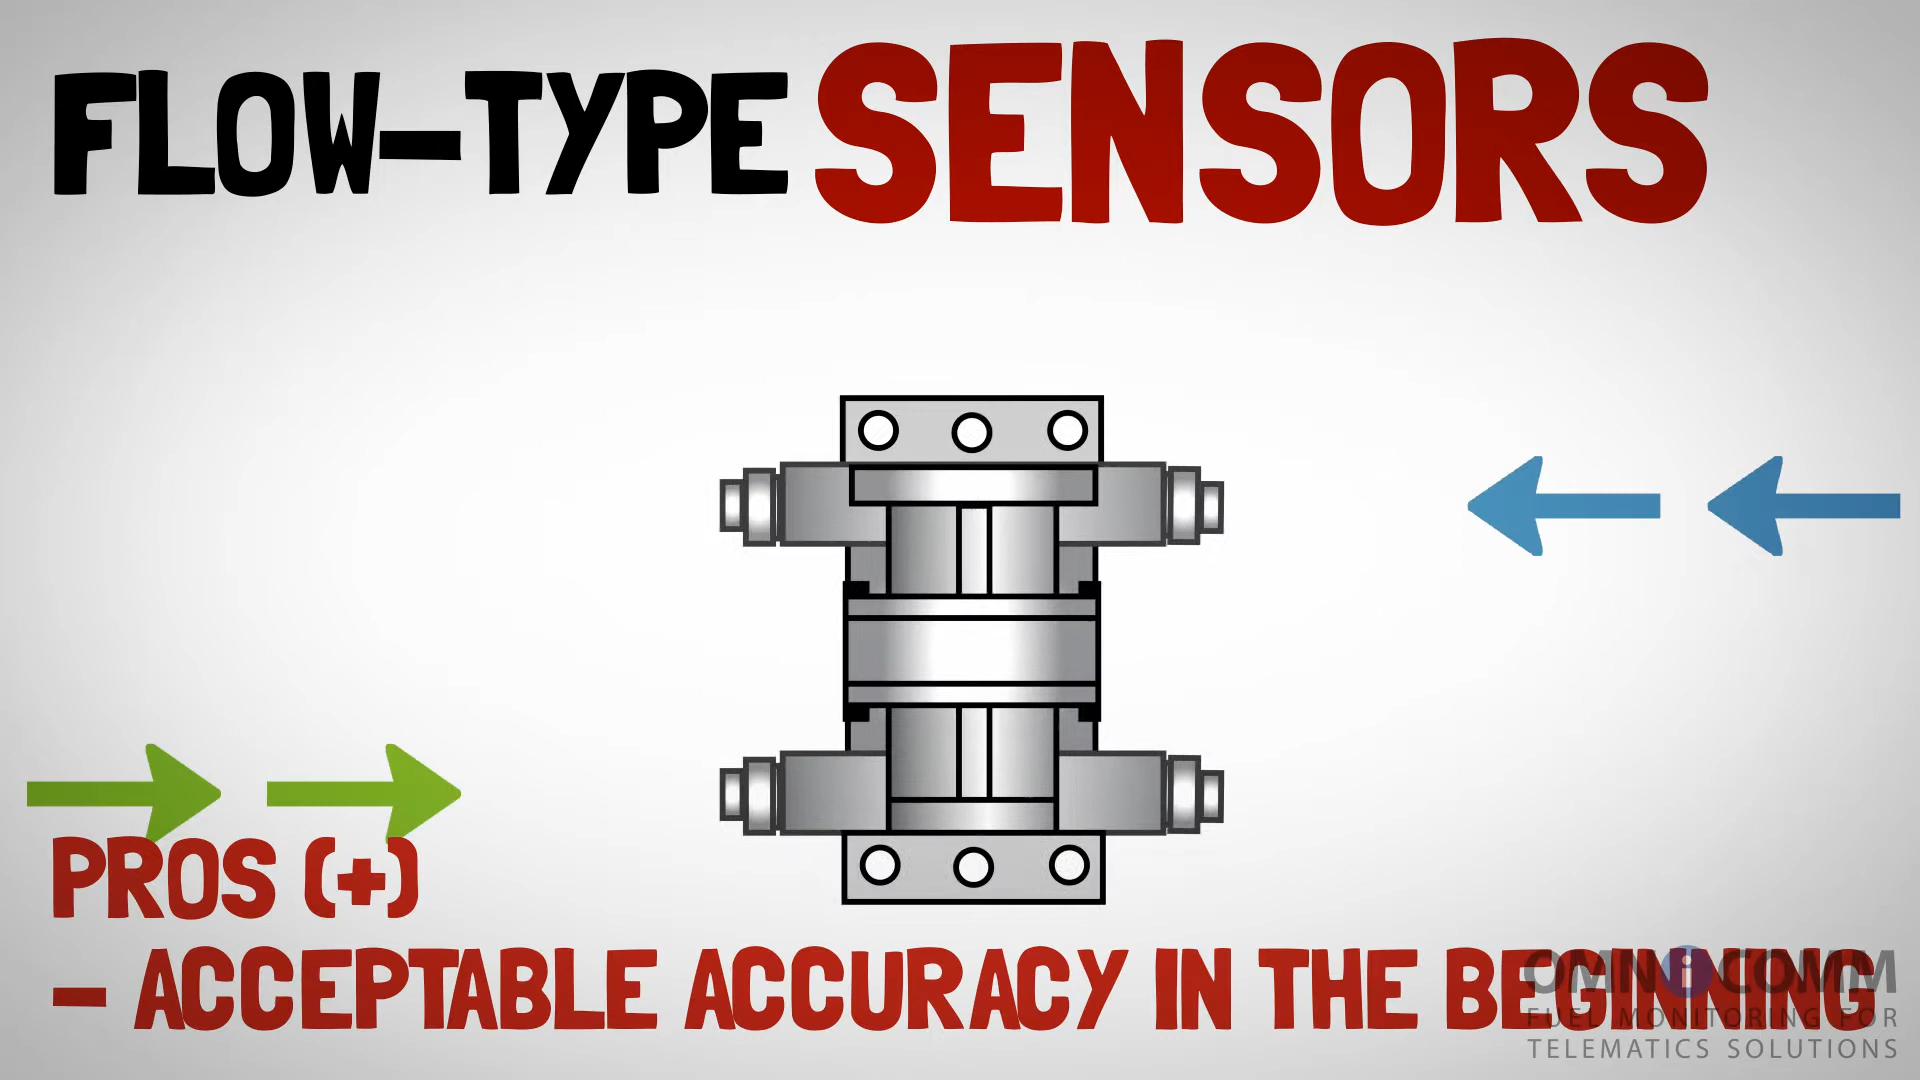 FLOW-TYPE SENSORS
PROS (+)
- ACCEPTABLE ACCURACY IN THE BEGINNING
OMNiCOMM
FUEL MONITORING FOR
TELEMATICS SOLUTIONS